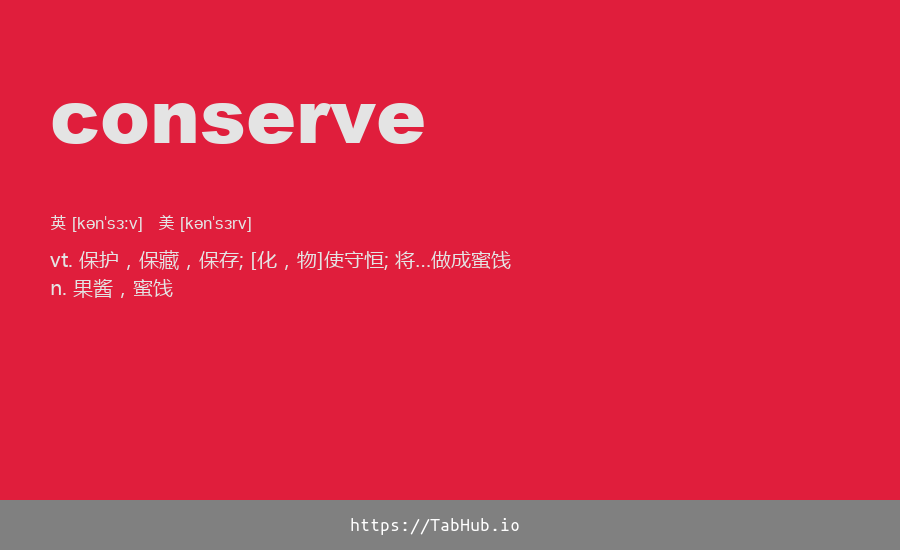 conserve
英 [kən'sɜːv] 美 [kən'sɜrv]
vt. 保护，保藏，保存; [化，物]使守恒; 将...做成蜜饯
n. 果酱，蜜饯
https://TabHub.io